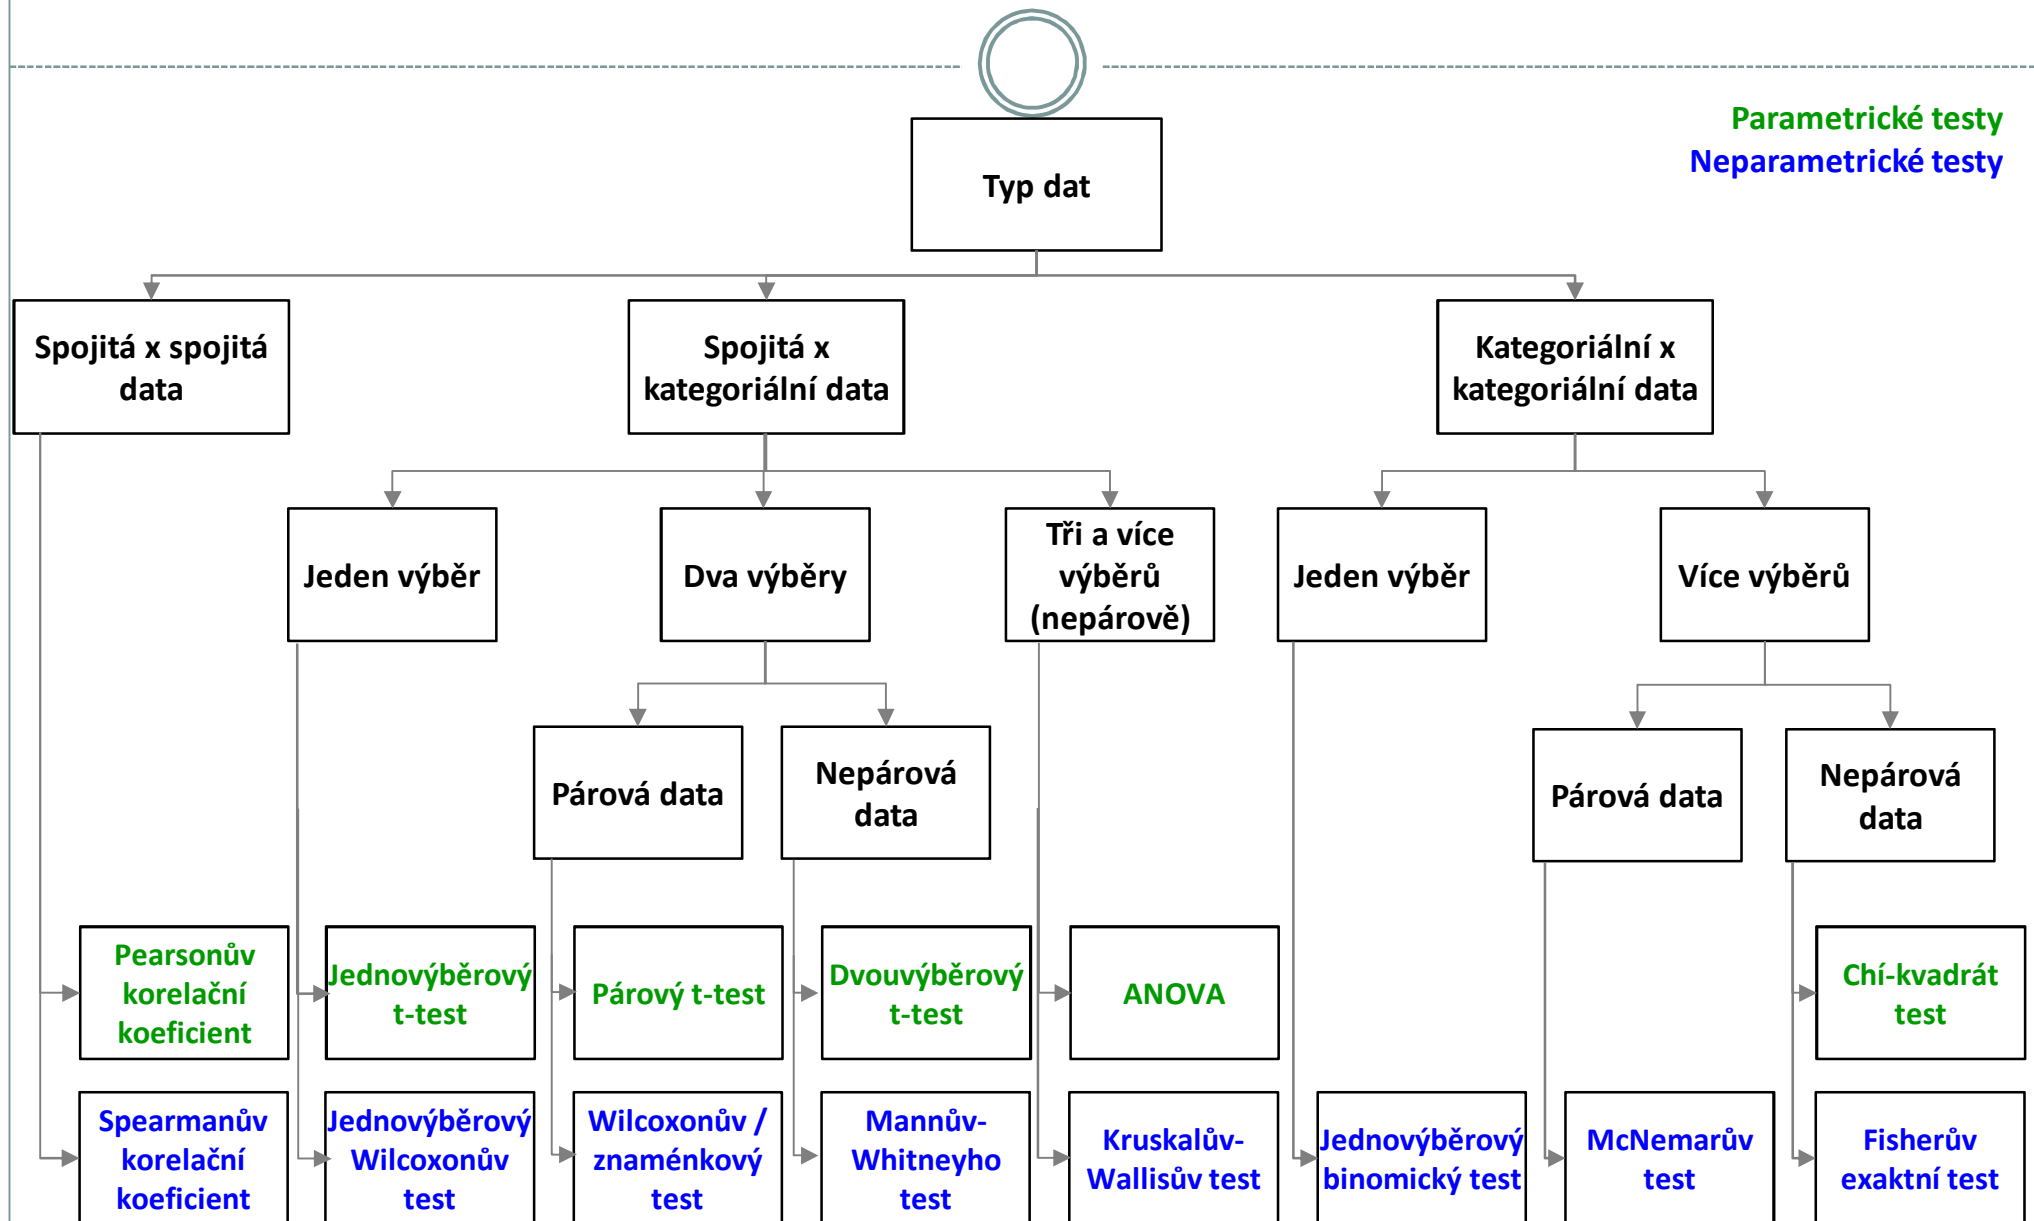 Parametrické testy
Neparametrické testy
Typ dat
Spojitá x spojitá
data
Spojitá x
kategoriální data
Kategoriální x
kategoriální data
Jeden výběr
Dva výběry
Tři a více
výběrů
(nepárově)
Jeden výběr
Více výběrů
Párová data
Nepárová
data
Párová data
Nepárová
data
Pearsonův
korelační
koeficient
Jednovýběrový
t-test
Párový t-test
Dvouvýběrový
t-test
ANOVA
Chí-kvadrát
test
Spearmanův
korelační
koeficient
Jednovýběrový
Wilcoxonův
test
Wilcoxonův /
znaménkový
test
Mannův-
Whitneyho
test
Kruskalův-
Wallisův test
Jednovýběrový
binomický test
McNemarův
test
Fisherův
exaktní test